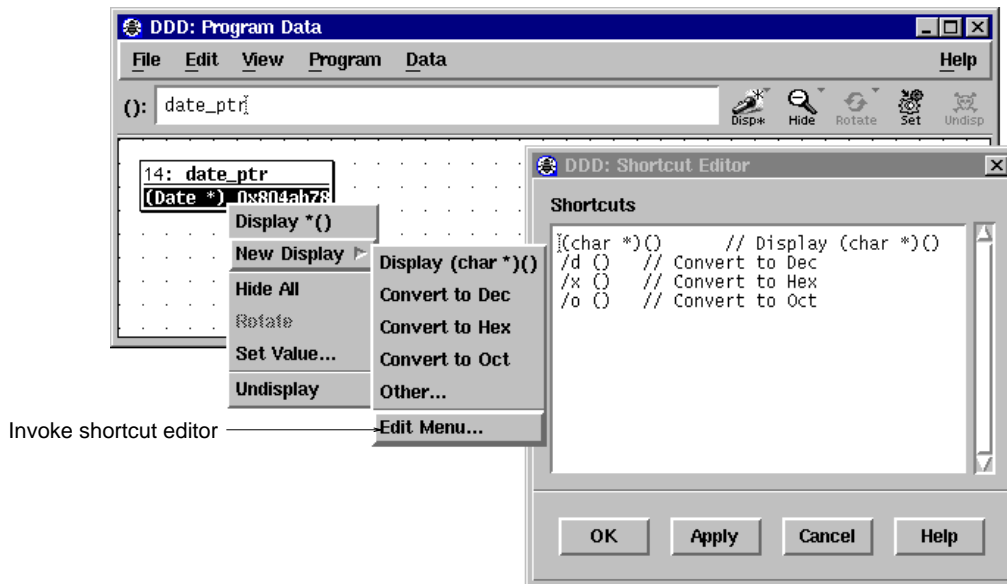 DDD: Program Data
File Edit View Program Data Help
(): date_ptr
Disp* Hide Rotate Set Undisp
14: date_ptr
(Date *) 0x804ab78
Display *()
New Display
Hide All
Rotate
Set Value...
Undisplay
Display (char *)()
Convert to Dec
Convert to Hex
Convert to Oct
Other...
Edit Menu...
Invoke shortcut editor
DDD: Shortcut Editor
Shortcuts
(char *)() // Display (char *)()
/d () // Convert to Dec
/x () // Convert to Hex
/o () // Convert to Oct
OK Apply Cancel Help